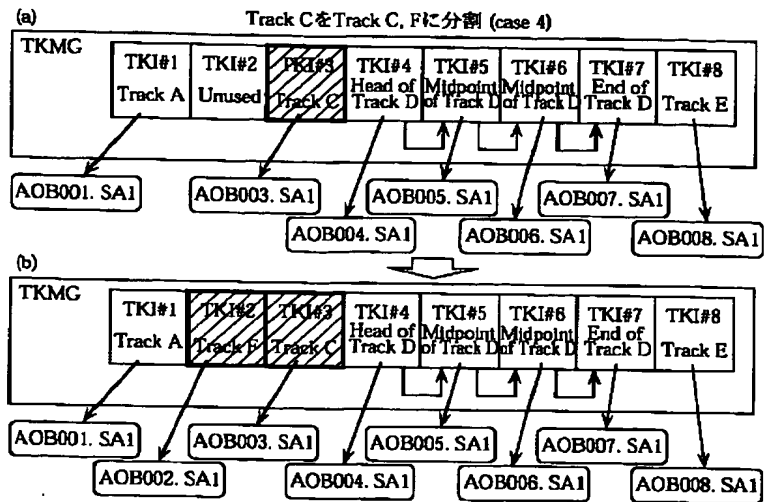 (a)
Track CをTrack C, Fに分割 (case 4)
TKMG
TKI#1
Track A
TKI#2
Unused
TKI#3
Track C
TKI#4
Head of
Track D
TKI#5
Midpoint
of Track D
TKI#6
Midpoint
of Track D
TKI#7
End of
Track D
TKI#8
Track E
AOB001. SA1
AOB003. SA1
AOB004. SA1
AOB005. SA1
AOB006. SA1
AOB007. SA1
AOB008. SA1
(b)
TKMG
TKI#1
Track A
TKI#2
Track F
TKI#3
Track C
TKI#4
Head of
Track D
TKI#5
Midpoint
of Track D
TKI#6
Midpoint
of Track D
TKI#7
End of
Track D
TKI#8
Track E
AOB001. SA1
AOB002. SA1
AOB003. SA1
AOB004. SA1
AOB005. SA1
AOB006. SA1
AOB007. SA1
AOB008. SA1